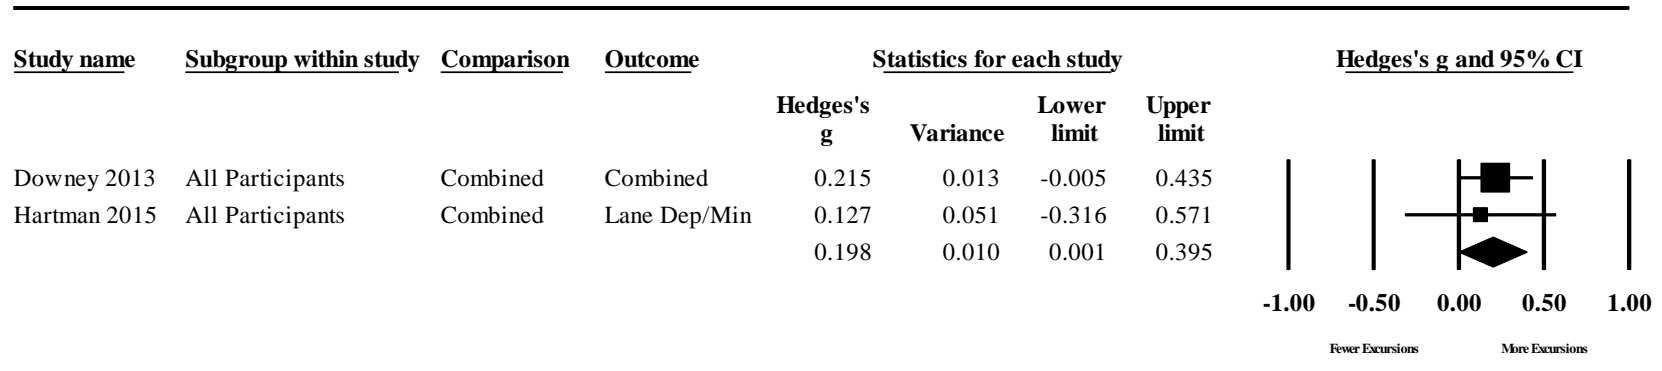 Study name Subgroup within study Comparison Outcome Statistics for each study Hedges's g and 95% CI
Hedges's Lower Upper
g Variance limit limit
Downey 2013 All Participants Combined Combined 0.215 0.013 -0.005 0.435
Hartman 2015 All Participants Combined Lane Dep/Min 0.127 0.051 -0.316 0.571
0.198 0.010 0.001 0.395
-1.00 -0.50 0.00 0.50 1.00
Fewer Excursions More Excursions